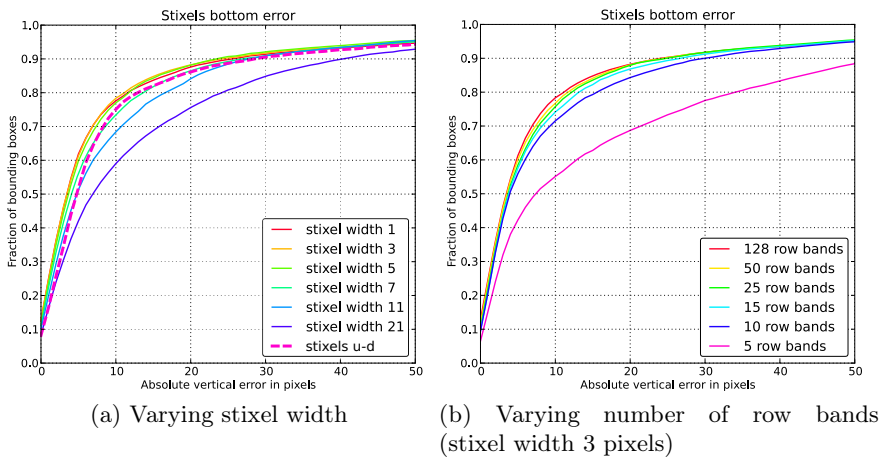 Stixels bottom error
1.0
0.9
0.8
0.7
0.6
0.5
0.4
0.3
0.2
0.1
0.0
Fraction of bounding boxes
0 10 20 30 40 50
Absolute vertical error in pixels
stixel width 1
stixel width 3
stixel width 5
stixel width 7
stixel width 11
stixel width 21
stixels u-d
(a) Varying stixel width
Stixels bottom error
1.0
0.9
0.8
0.7
0.6
0.5
0.4
0.3
0.2
0.1
0.0
Fraction of bounding boxes
0 10 20 30 40 50
Absolute vertical error in pixels
128 row bands
50 row bands
25 row bands
15 row bands
10 row bands
5 row bands
(b) Varying number of row bands
(stixel width 3 pixels)